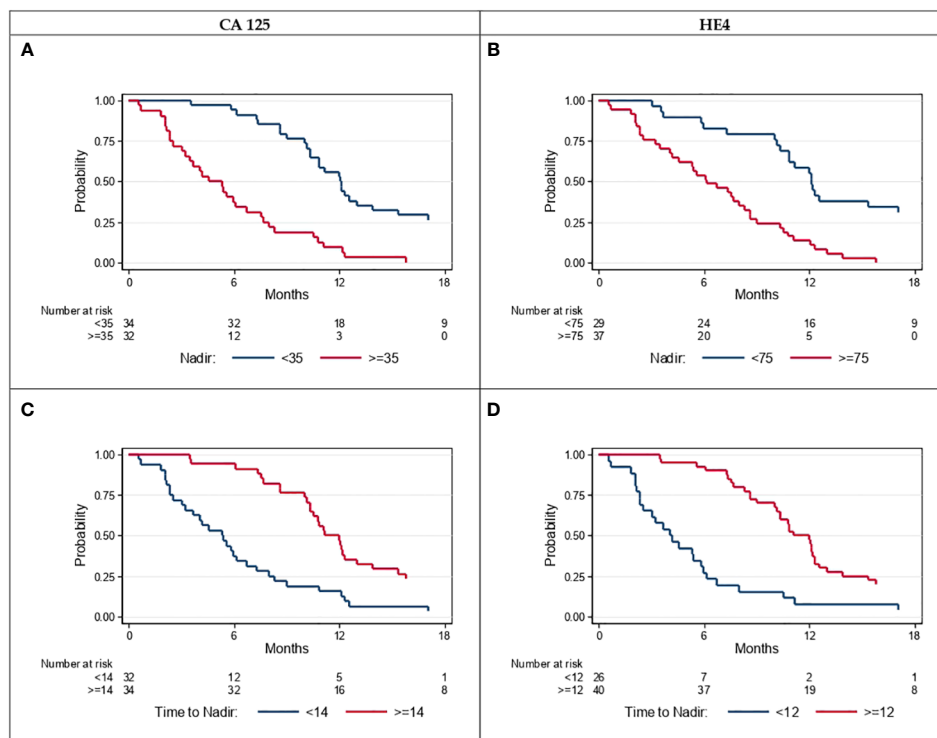 CA 125 HE4
A
1.00
0.75
0.50
0.25
0.00
Probability
0 6 12 18
Months
Number at risk
<35 34 32 18 9
>=35 32 12 3 0
Nadir: <35 >=35
B
1.00
0.75
0.50
0.25
0.00
Probability
0 6 12 18
Months
Number at risk
<75 29 24 16 9
>=75 37 20 5 0
Nadir: <75 >=75
C
1.00
0.75
0.50
0.25
0.00
Probability
0 6 12 18
Months
Number at risk
<14 32 12 5 1
>=14 34 32 16 8
Time to Nadir: <14 >=14
D
1.00
0.75
0.50
0.25
0.00
Probability
0 6 12 18
Months
Number at risk
<12 26 7 2 1
>=12 40 37 19 8
Time to Nadir: <12 >=12